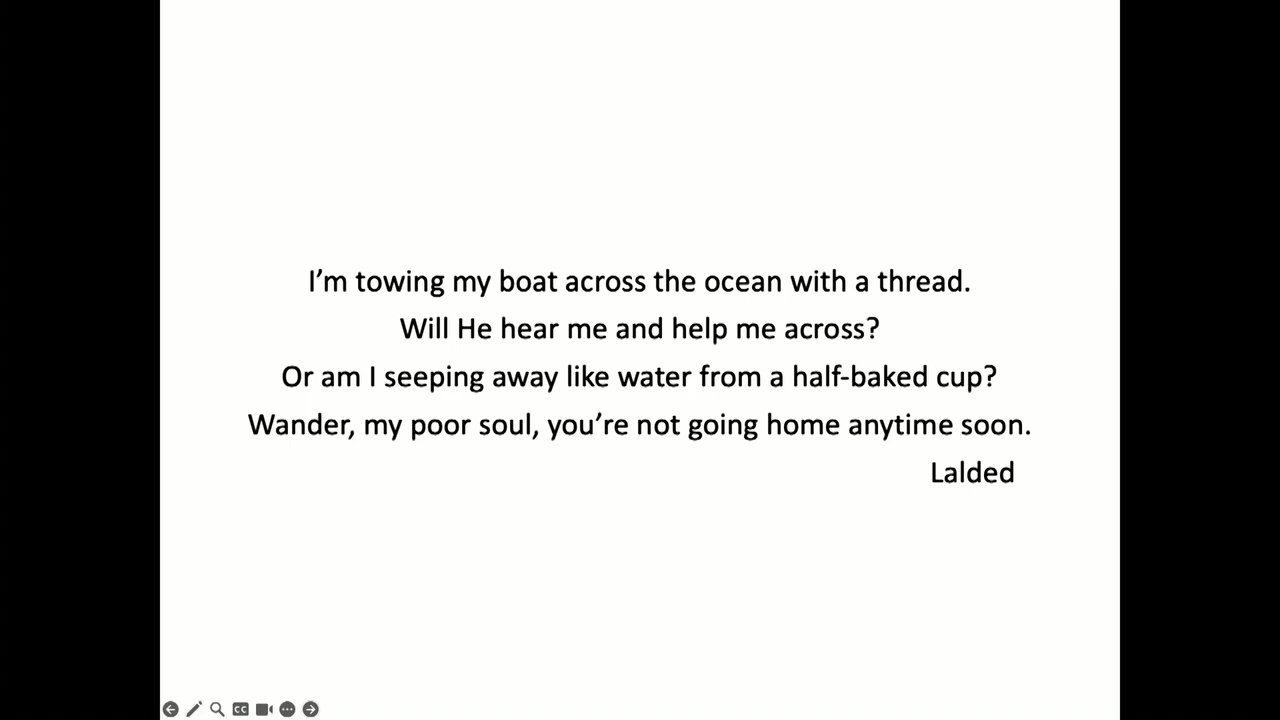 I’m towing my boat across the ocean with a thread.
Will He hear me and help me across?
Or am I seeping away like water from a half-baked cup?
Wander, my poor soul, you’re not going home anytime soon.
Lalded
CC